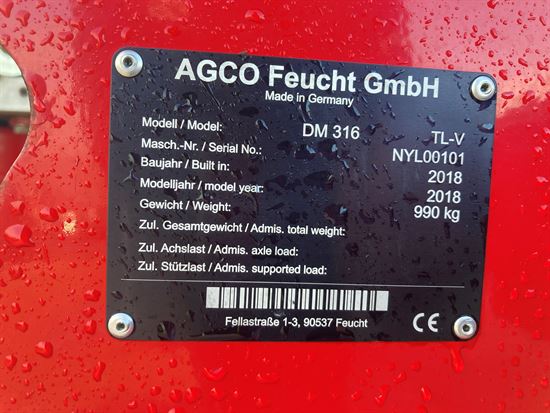 AGCO Feucht GmbH
Made in Germany
Modell / Model: DM 316 TL-V
Masch.-Nr. / Serial No.: NYL00101
Baujahr / Built in: 2018
Modelljahr / model year: 2018
Gewicht / Weight: 990 kg
Zul. Gesamtgewicht / Admis. total weight:
Zul. Achslast / Admis. axle load:
Zul. Stützlast / Admis. supported load:
Fellastraße 1-3, 90537 Feucht
CE